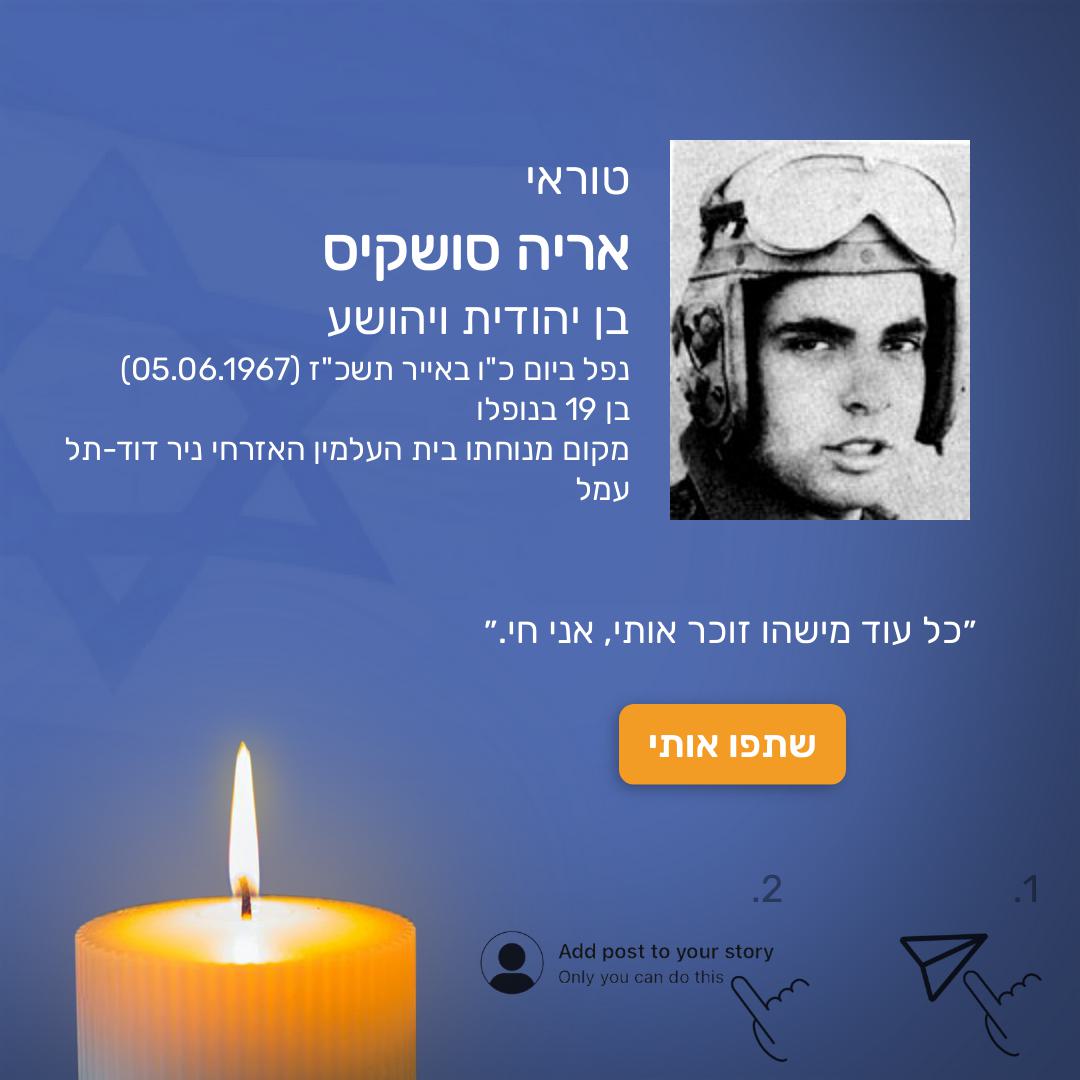 טוראי
אריה סושקיס
בן יהודית ויהושע
נפל ביום כ"ו באייר תשכ"ז (05.06.1967)
בן 19 בנופלו
מקום מנוחתו בית העלמין האזרחי ניר דוד-תל
עמל
״כל עוד מישהו זוכר אותי, אני חי.״
שתפו אותי
1.
2.
Add post to your story
Only you can do this